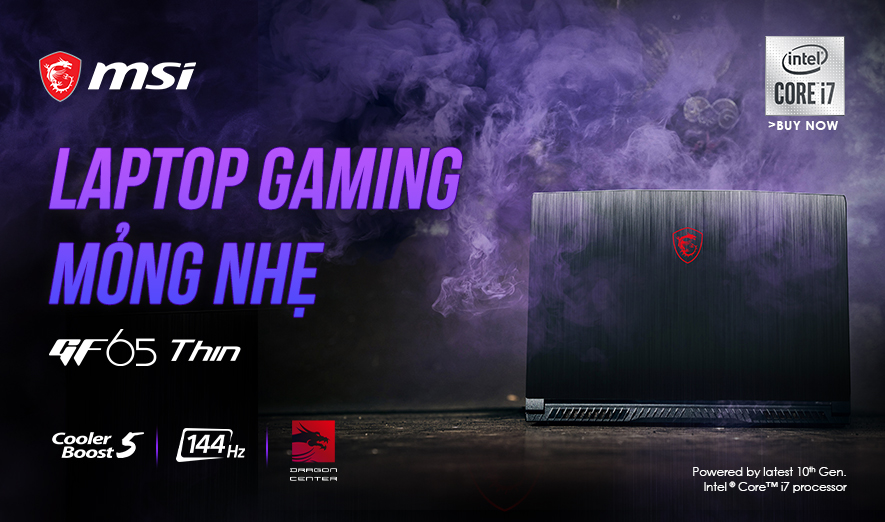 msi
intel
CORE i7
>BUY NOW
LAPTOP GAMING
MỎNG NHẸ
GF65 Thin
Cooler
Boost 5
144Hz
DRAGON
CENTER
Powered by latest 10th Gen.
Intel ® Core™ i7 processor